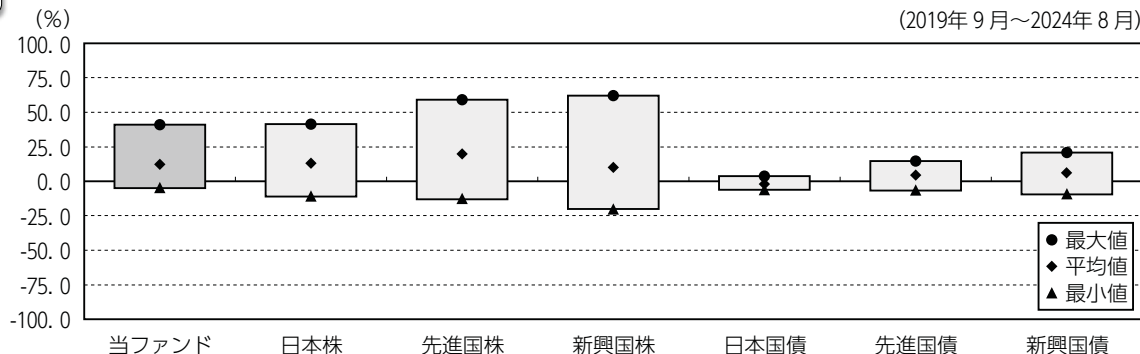 (%)
(2019年9月～2024年8月)
100.0
75.0
50.0
25.0
0.0
-25.0
-50.0
-75.0
-100.0
● 最大値
◆ 平均値
▲ 最小値
当ファンド 日本株 先進国株 新興国株 日本国債 先進国債 新興国債